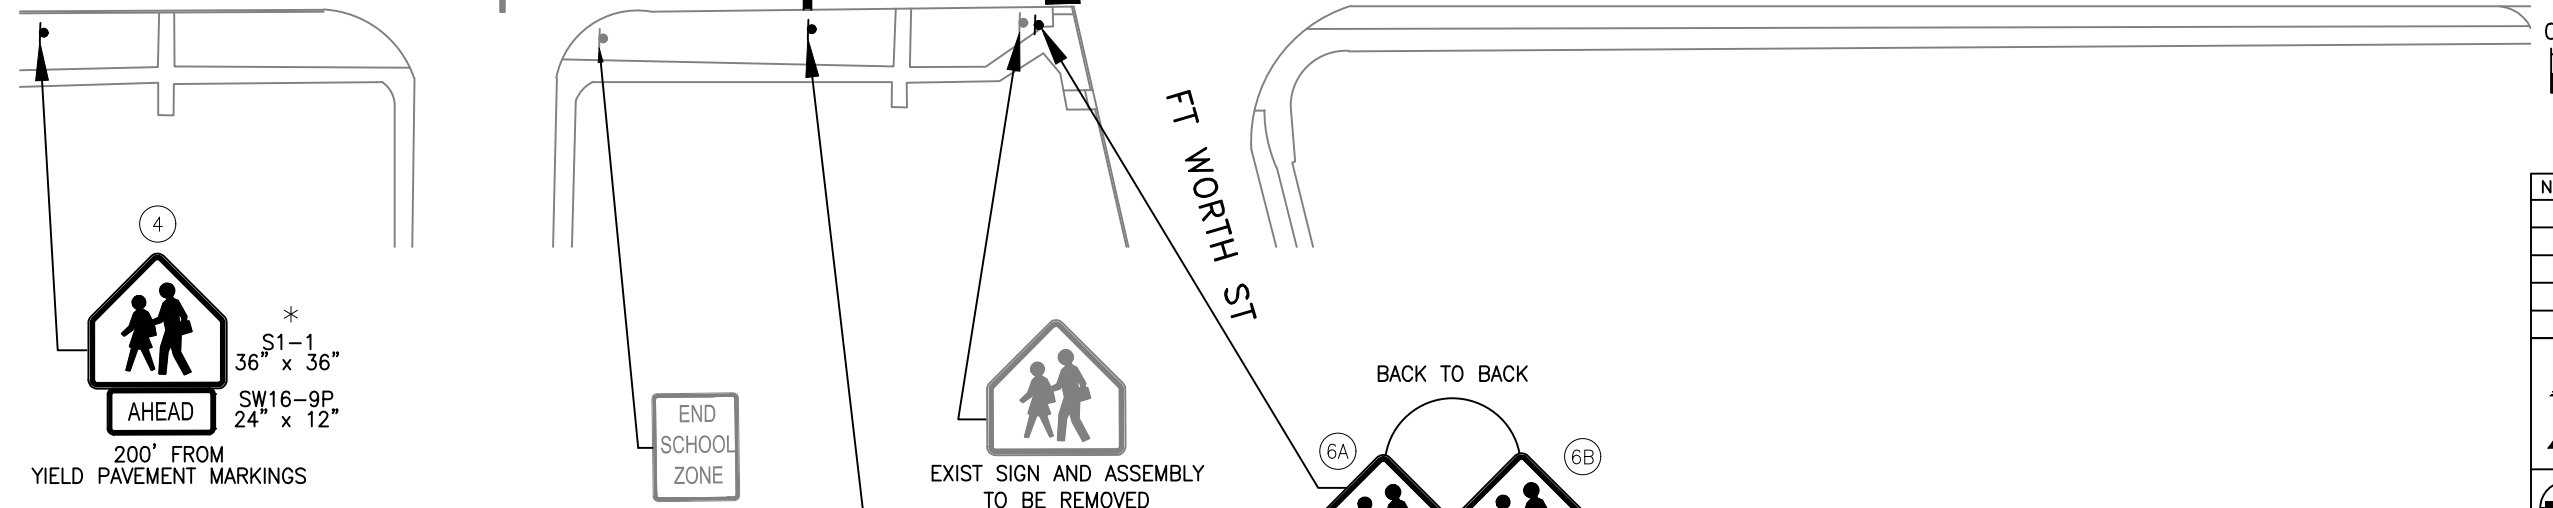 4
*
S1-1
36" x 36"
SW16-9P
24" x 12"
AHEAD
200' FROM
YIELD PAVEMENT MARKINGS
END
SCHOOL
ZONE
EXIST SIGN AND ASSEMBLY
TO BE REMOVED
FT WORTH ST
BACK TO BACK
6A
6B